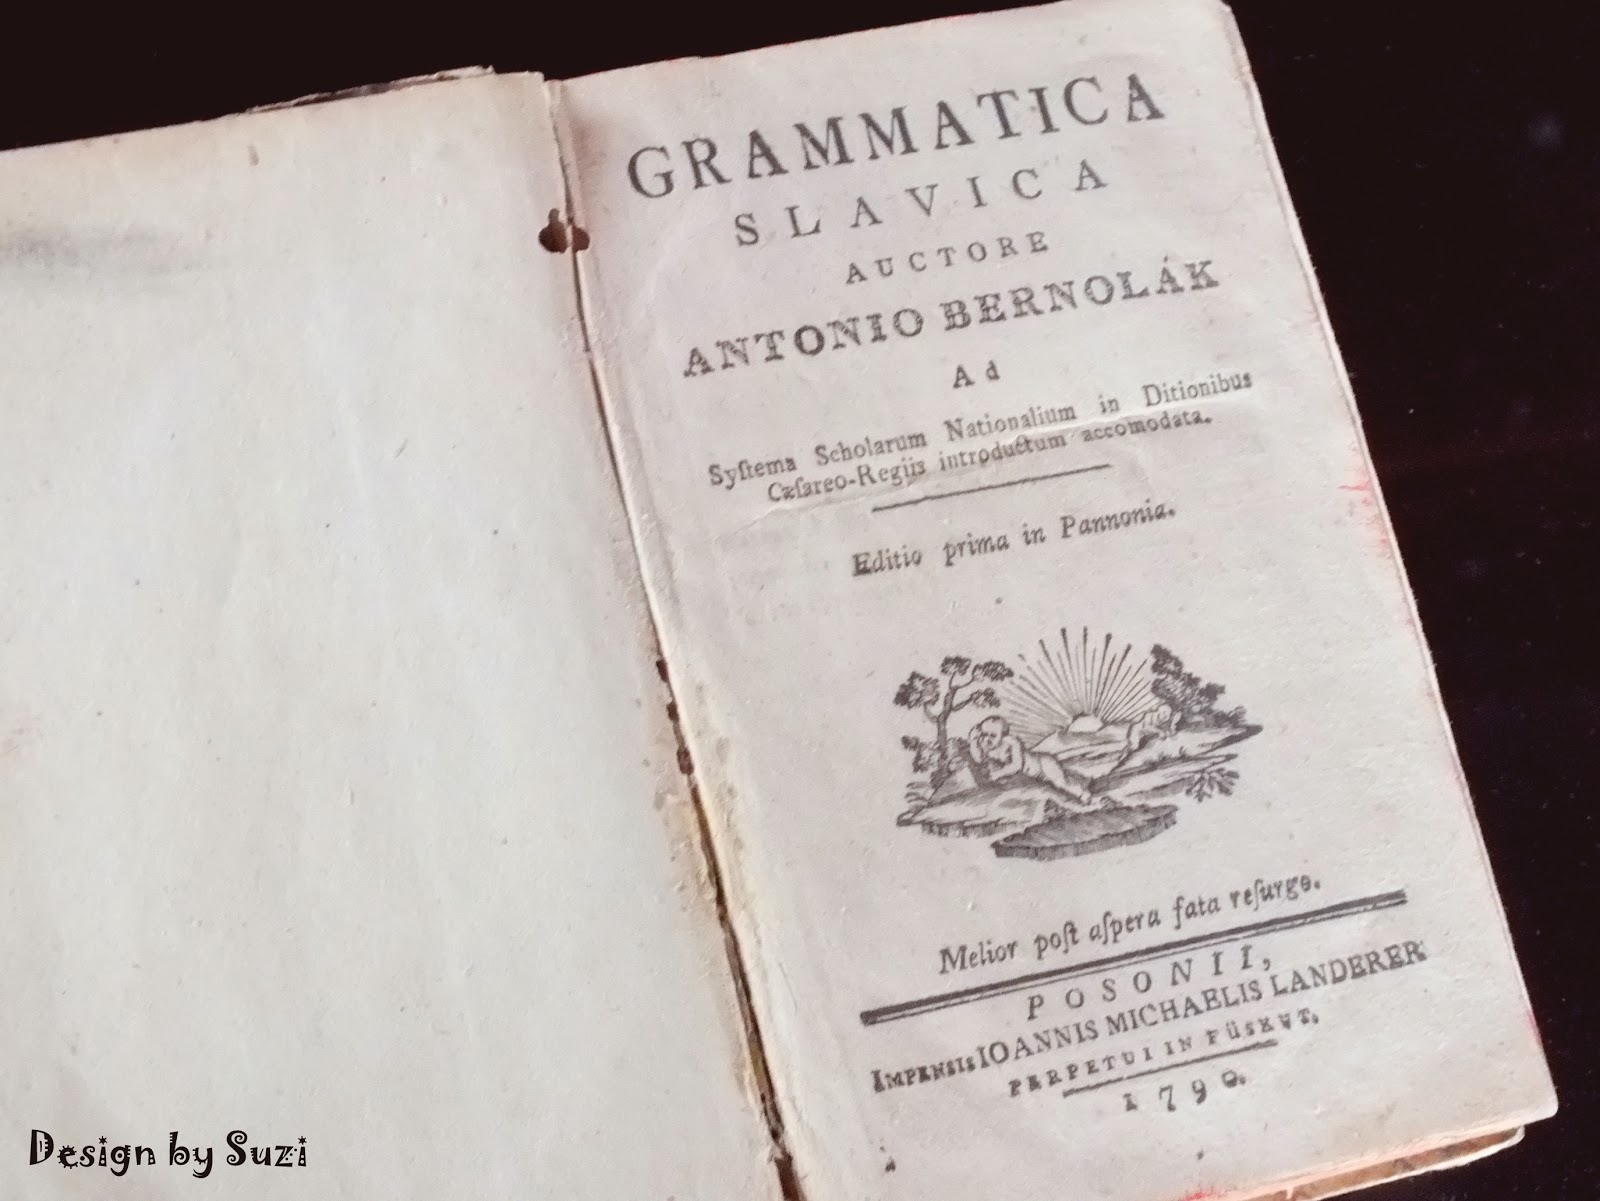 GRAMMATICA
SLAVICA
AUCTORE
ANTONIO BERNOLÁK
Ad
Syſtema Scholarum Nationalium in Ditionibus
Cæſareo-Regiis introductum accomodata.
Editio prima in Pannonia.
Melior poſt aſpera fata reſurgo.
POSONII,
IMPENSIS IOANNIS MICHAELIS LANDERER
PERPETUI IN FÜSKUT.
1790.
Design by Suzi